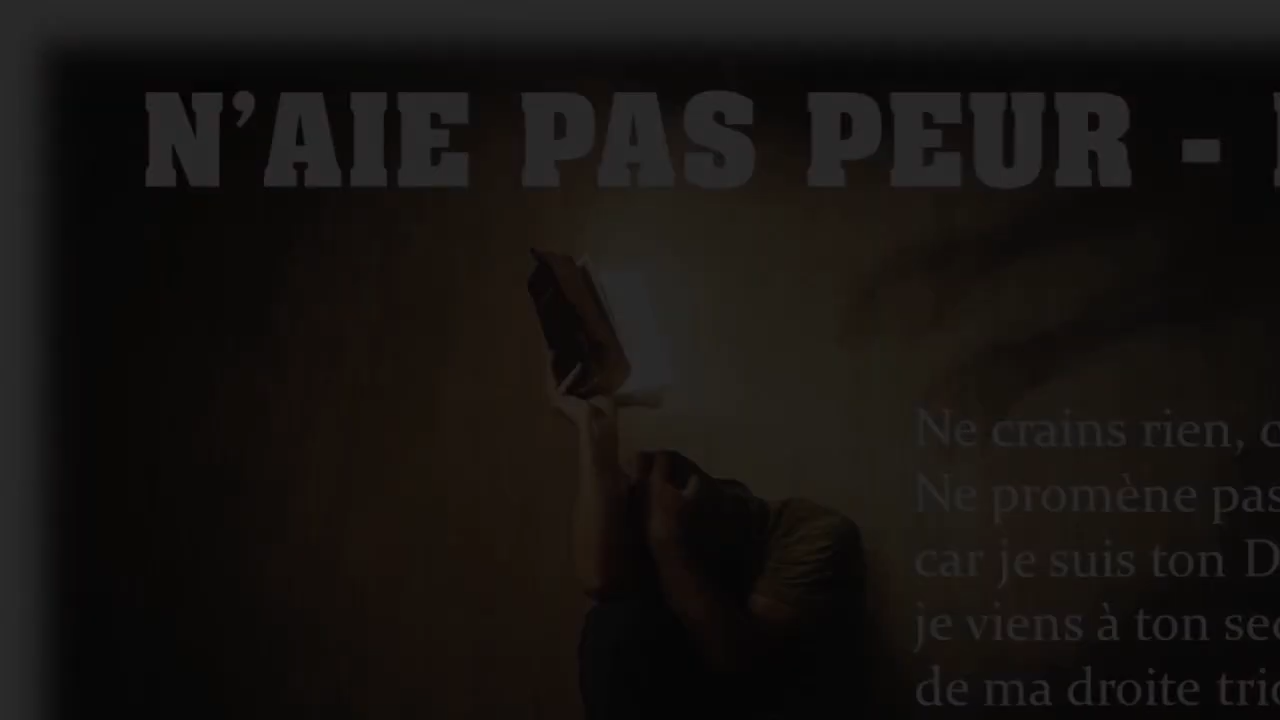 N’AIE PAS PEUR -
Ne crains rien,
Ne promène pas
car je suis ton
je viens à ton
de ma droite